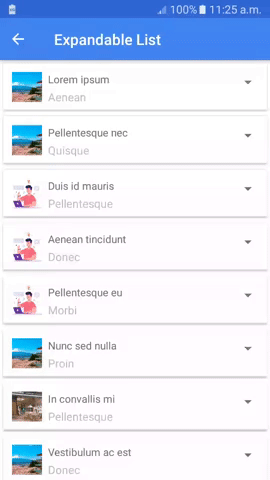 100% 11:25 a.m.
Expandable List
Lorem ipsum
Aenean
Pellentesque nec
Quisque
Duis id mauris
Pellentesque
Aenean tincidunt
Donec
Pellentesque eu
Morbi
Nunc sed nulla
Proin
In convallis mi
Pellentesque
Vestibulum ac est
Donec